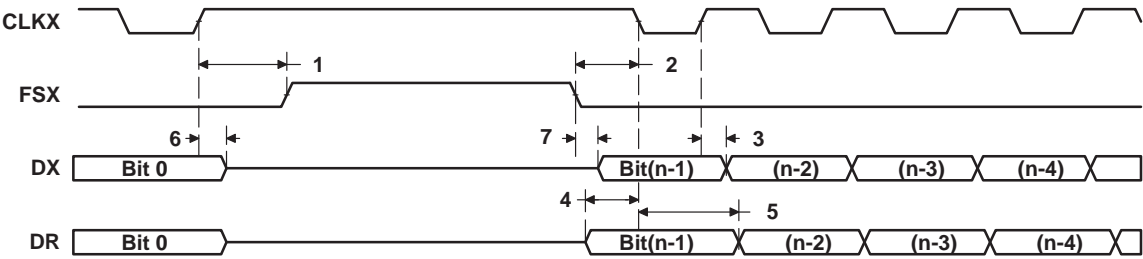 CLKX
1
2
FSX
6
7
3
DX
Bit 0
Bit(n-1)
(n-2)
(n-3)
(n-4)
4
5
DR
Bit 0
Bit(n-1)
(n-2)
(n-3)
(n-4)